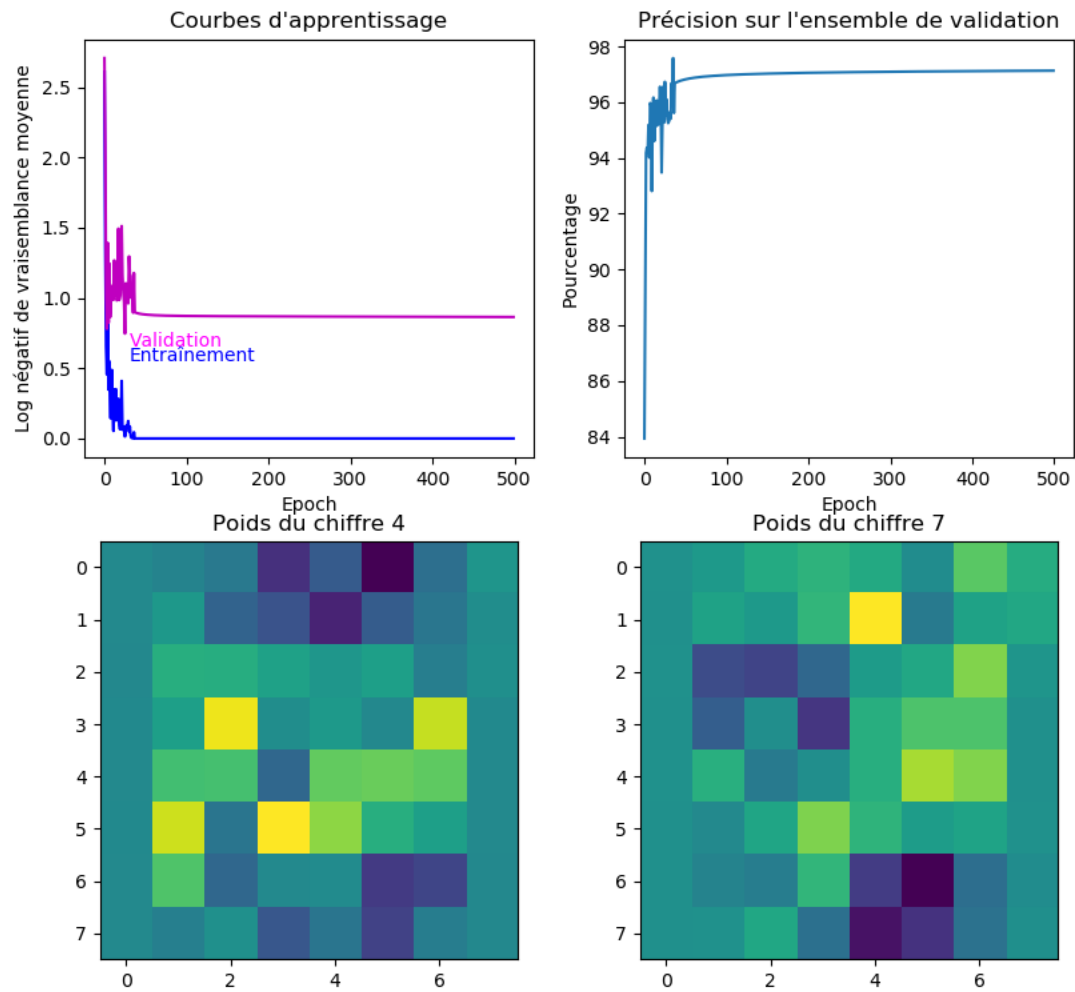 Courbes d'apprentissage
Log négatif de vraisemblance moyenne
2.5
2.0
1.5
1.0
0.5
0.0
Validation
Entraînement
0 100 200 300 400 500
Epoch
Précision sur l'ensemble de validation
Pourcentage
98
96
94
92
90
88
86
84
0 100 200 300 400 500
Epoch
Poids du chiffre 4
0
1
2
3
4
5
6
7
0 2 4 6
Poids du chiffre 7
0
1
2
3
4
5
6
7
0 2 4 6